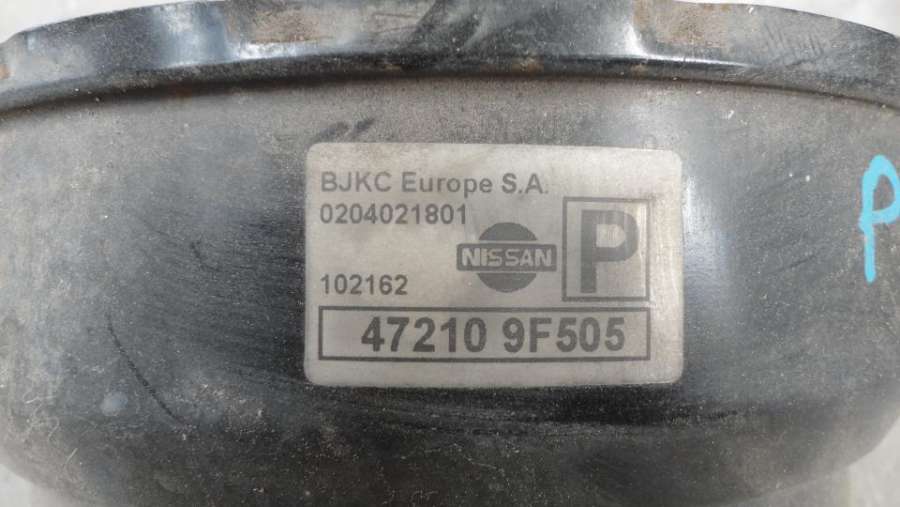 BJKC Europe S.A.
0204021801
NISSAN
P
102162
47210 9F505
P